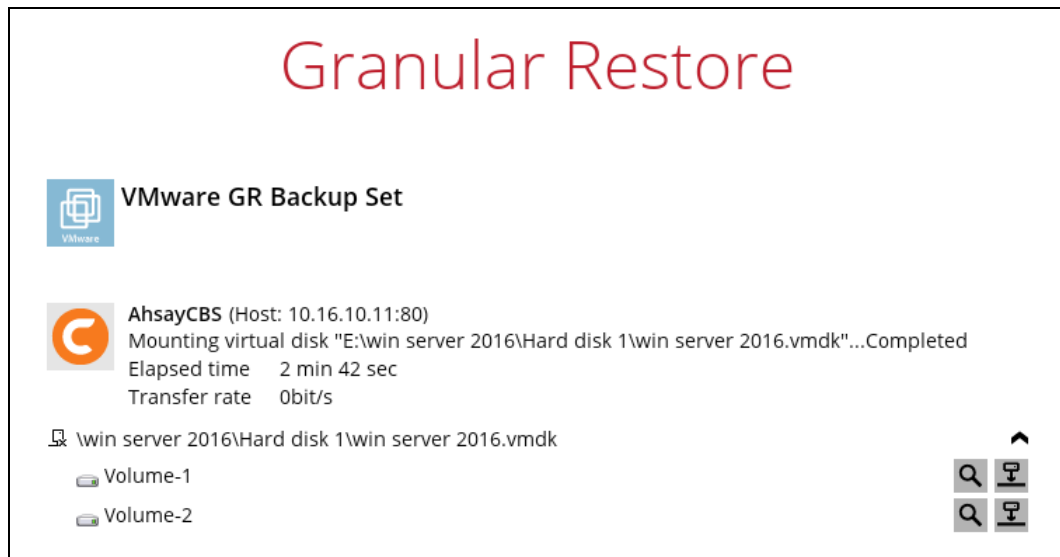 Granular Restore
VMware GR Backup Set
VMware
AhsayCBS (Host: 10.16.10.11:80)
Mounting virtual disk "E:\win server 2016\Hard disk 1\win server 2016.vmdk"...Completed
Elapsed time 2 min 42 sec
Transfer rate 0bit/s
\win server 2016\Hard disk 1\win server 2016.vmdk
Volume-1
Volume-2